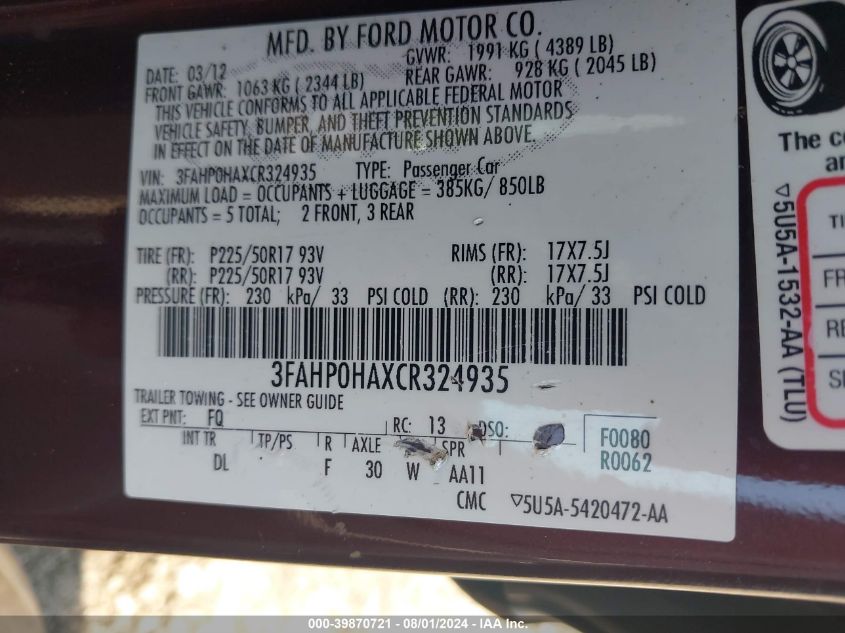 MFD. BY FORD MOTOR CO.
DATE: 03/12 GVWR: 1991 KG ( 4389 LB)
FRONT GAWR: 1063 KG ( 2344 LB) REAR GAWR: 928 KG ( 2045 LB)
THIS VEHICLE CONFORMS TO ALL APPLICABLE FEDERAL MOTOR
VEHICLE SAFETY, BUMPER, AND THEFT PREVENTION STANDARDS
IN EFFECT ON THE DATE OF MANUFACTURE SHOWN ABOVE.
VIN: 3FAHP0HAXCR324935 TYPE: Passenger Car
MAXIMUM LOAD = OCCUPANTS + LUGGAGE = 385KG/ 850LB
OCCUPANTS = 5 TOTAL; 2 FRONT, 3 REAR
TIRE (FR): P225/50R17 93V RIMS (FR): 17X7.5J
(RR): P225/50R17 93V (RR): 17X7.5J
PRESSURE (FR): 230 kPa/ 33 PSI COLD (RR): 230 kPa/ 33 PSI COLD
3FAHP0HAXCR324935
TRAILER TOWING - SEE OWNER GUIDE
EXT PNT: FQ RC: 13 DSO: F0080
INT TR TP/PS R AXLE SPR R0062
DL F 30 W AA11
CMC ▽5U5A-5420472-AA
The co
an
▽5U5A-1532-AA (TLU)
TI
FR
RE
SP
000-39870721 - 08/01/2024 - IAA Inc.